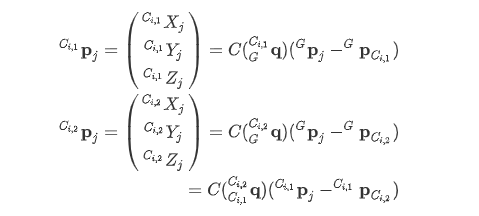 $^{C_{i,1}}\mathbf{p}_j = \begin{pmatrix} ^{C_{i,1}}X_j \\ ^{C_{i,1}}Y_j \\ ^{C_{i,1}}Z_j \end{pmatrix} = C(^{C_{i,1}}_{G}\mathbf{q})(^{G}\mathbf{p}_j -^{G}\mathbf{p}_{C_{i,1}})$
$^{C_{i,2}}\mathbf{p}_j = \begin{pmatrix} ^{C_{i,2}}X_j \\ ^{C_{i,2}}Y_j \\ ^{C_{i,2}}Z_j \end{pmatrix} = C(^{C_{i,2}}_{G}\mathbf{q})(^{G}\mathbf{p}_j -^{G}\mathbf{p}_{C_{i,2}})$
$= C(^{C_{i,2}}_{C_{i,1}}\mathbf{q})(^{C_{i,1}}\mathbf{p}_j -^{C_{i,1}}\mathbf{p}_{C_{i,2}})$